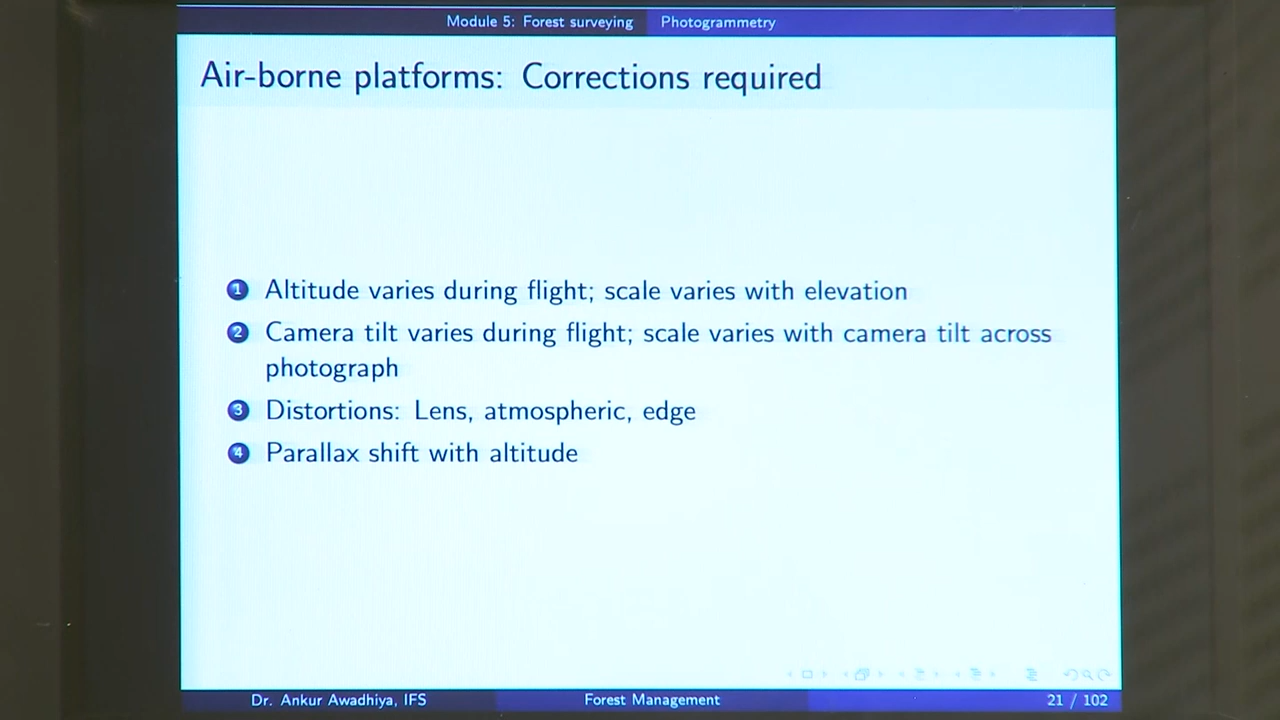 Module 5: Forest surveying Photogrammetry
Air-borne platforms: Corrections required
1 Altitude varies during flight; scale varies with elevation
2 Camera tilt varies during flight; scale varies with camera tilt across
photograph
3 Distortions: Lens, atmospheric, edge
4 Parallax shift with altitude
Dr. Ankur Awadhiya, IFS Forest Management 21 / 102